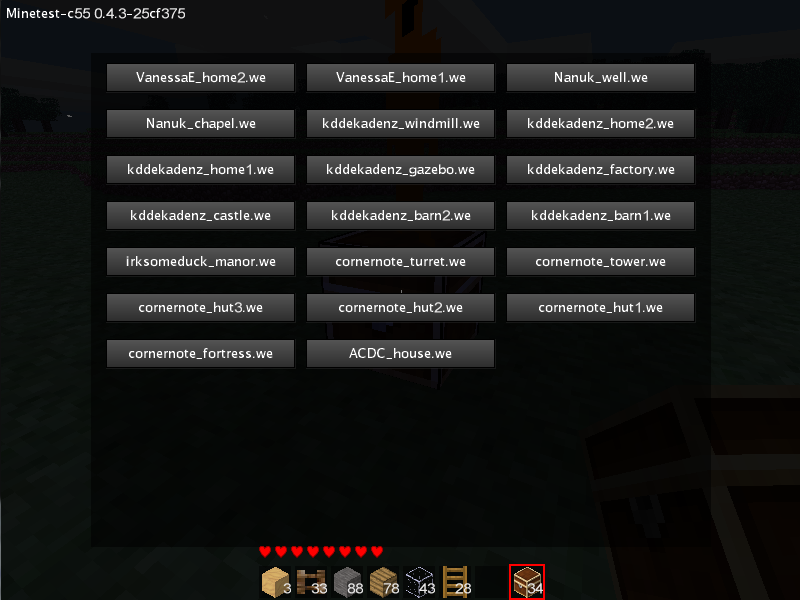 Minetest-c55 0.4.3-25cf375
VanessaE_home2.we VanessaE_home1.we Nanuk_well.we
Nanuk_chapel.we kddekadenz_windmill.we kddekadenz_home2.we
kddekadenz_home1.we kddekadenz_gazebo.we kddekadenz_factory.we
kddekadenz_castle.we kddekadenz_barn2.we kddekadenz_barn1.we
irksomeduck_manor.we cornernote_turret.we cornernote_tower.we
cornernote_hut3.we cornernote_hut2.we cornernote_hut1.we
cornernote_fortress.we ACDC_house.we
3 33 88 78 43 28 34